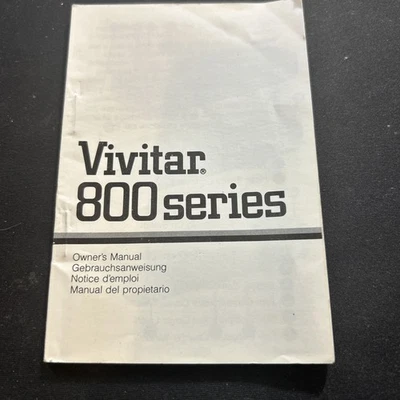 Vivitar®
800 series
Owner's Manual
Gebrauchsanweisung
Notice d'emploi
Manual del propietario